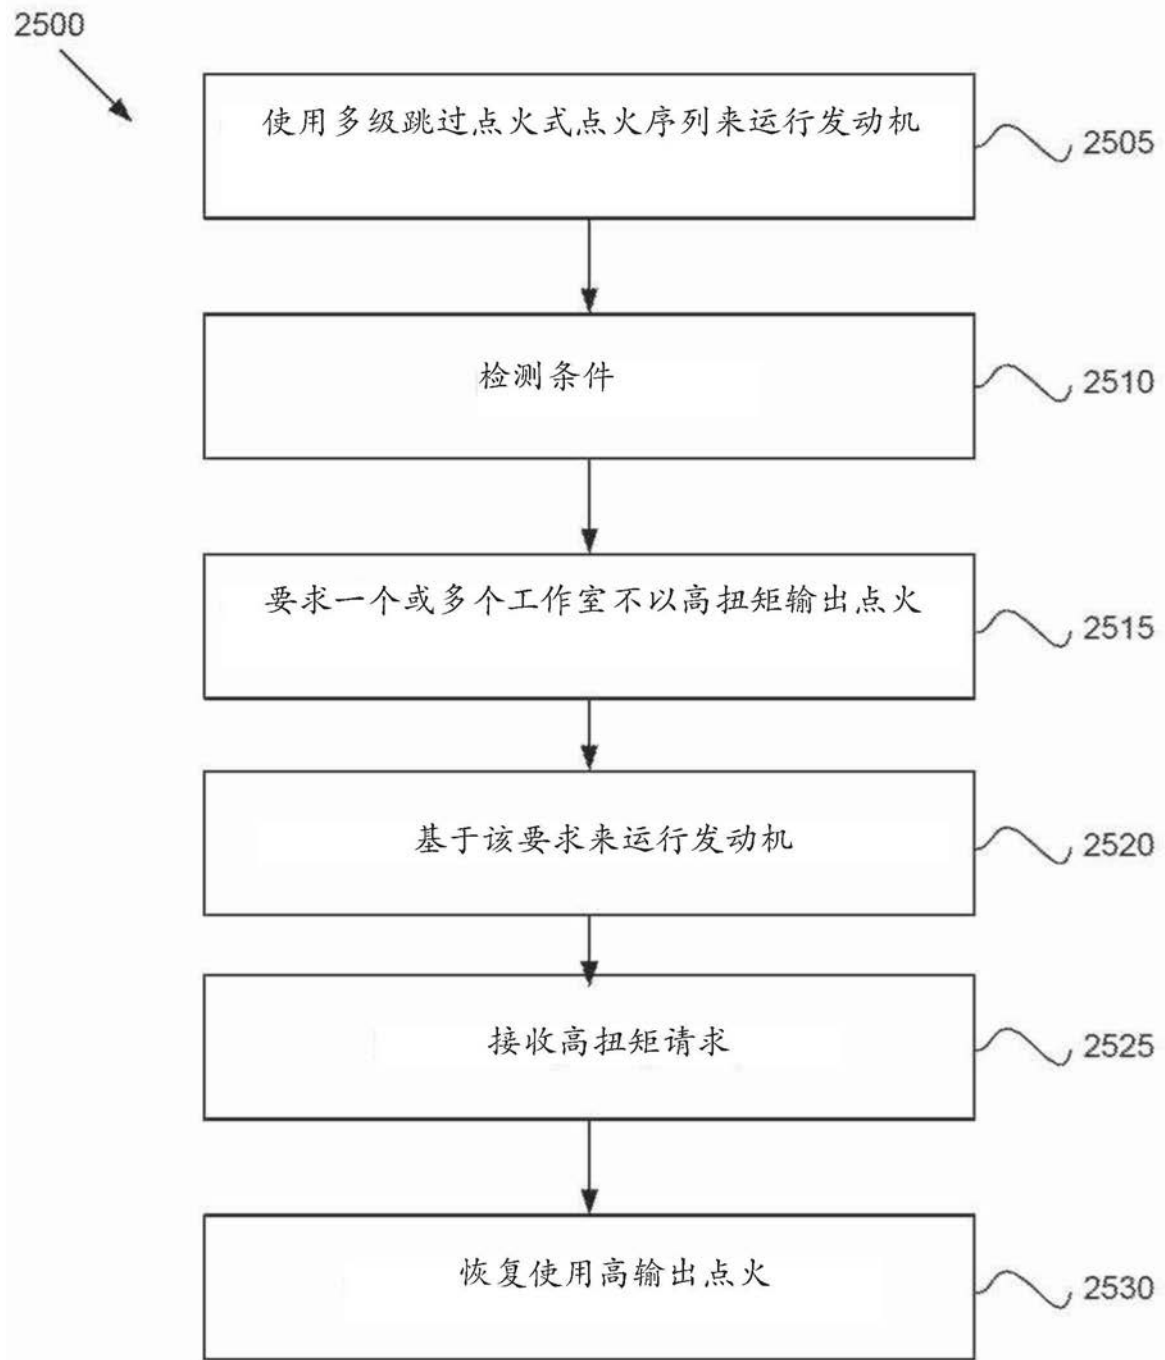 2500
使用多级跳过点火式点火序列来运行发动机
2505
检测条件
2510
要求一个或多个工作室不以高扭矩输出点火
2515
基于该要求来运行发动机
2520
接收高扭矩请求
2525
恢复使用高输出点火
2530